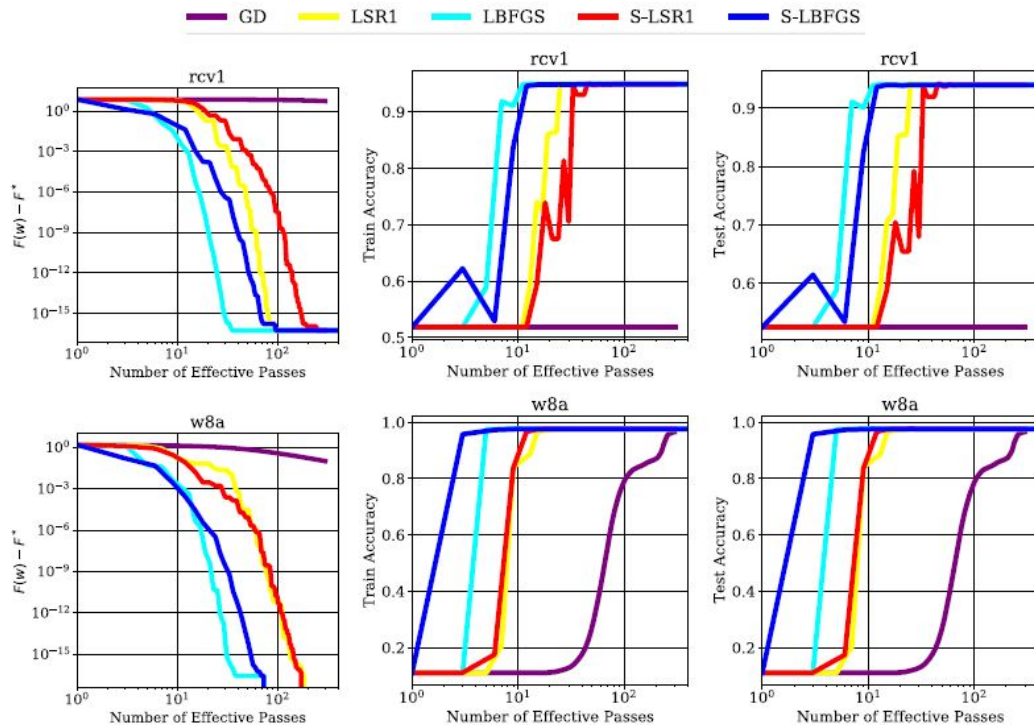 GD LSR1 LBFGS S-LSR1 S-LBFGS
rcv1
10^0
10^-3
10^-6
10^-9
10^-12
10^-15
F(w) − F*
10^0 10^1 10^2
Number of Effective Passes
rcv1
0.9
0.8
0.7
0.6
0.5
Train Accuracy
10^0 10^1 10^2
Number of Effective Passes
rcv1
0.9
0.8
0.7
0.6
Test Accuracy
10^0 10^1 10^2
Number of Effective Passes
w8a
10^0
10^-3
10^-6
10^-9
10^-12
10^-15
F(w) − F*
10^0 10^1 10^2
Number of Effective Passes
w8a
1.0
0.8
0.6
0.4
0.2
Train Accuracy
10^0 10^1 10^2
Number of Effective Passes
w8a
1.0
0.8
0.6
0.4
0.2
Test Accuracy
10^0 10^1 10^2
Number of Effective Passes